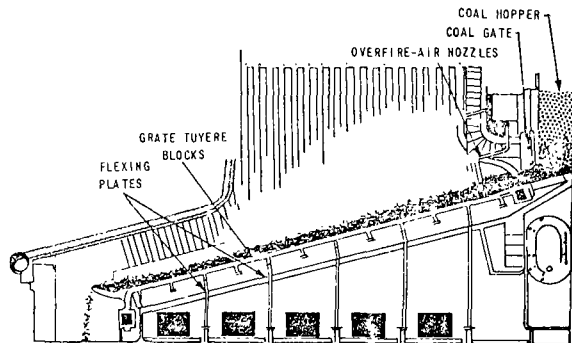 COAL HOPPER
COAL GATE
OVERFIRE-AIR NOZZLES
GRATE TUYERE
BLOCKS
FLEXING
PLATES